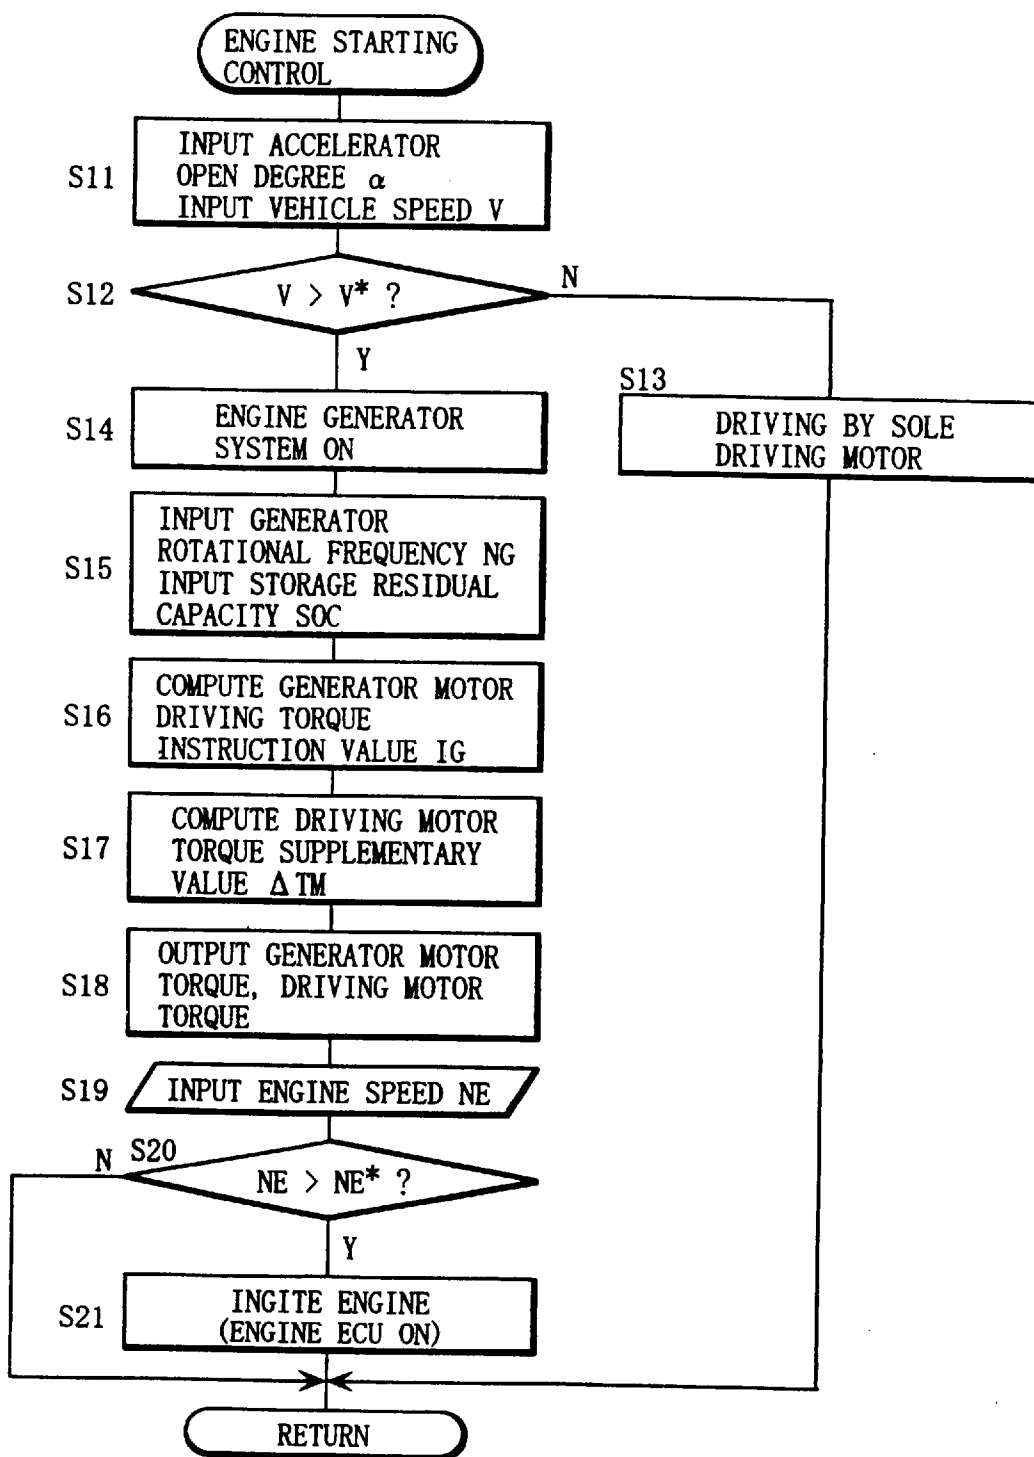 ENGINE STARTING
CONTROL
S11
INPUT ACCELERATOR
OPEN DEGREE α
INPUT VEHICLE SPEED V
S12
V > V* ?
N
Y
S13
DRIVING BY SOLE
DRIVING MOTOR
S14
ENGINE GENERATOR
SYSTEM ON
S15
INPUT GENERATOR
ROTATIONAL FREQUENCY NG
INPUT STORAGE RESIDUAL
CAPACITY SOC
S16
COMPUTE GENERATOR MOTOR
DRIVING TORQUE
INSTRUCTION VALUE IG
S17
COMPUTE DRIVING MOTOR
TORQUE SUPPLEMENTARY
VALUE ΔTM
S18
OUTPUT GENERATOR MOTOR
TORQUE, DRIVING MOTOR
TORQUE
S19
INPUT ENGINE SPEED NE
S20
N
NE > NE* ?
Y
S21
INGITE ENGINE
(ENGINE ECU ON)
RETURN